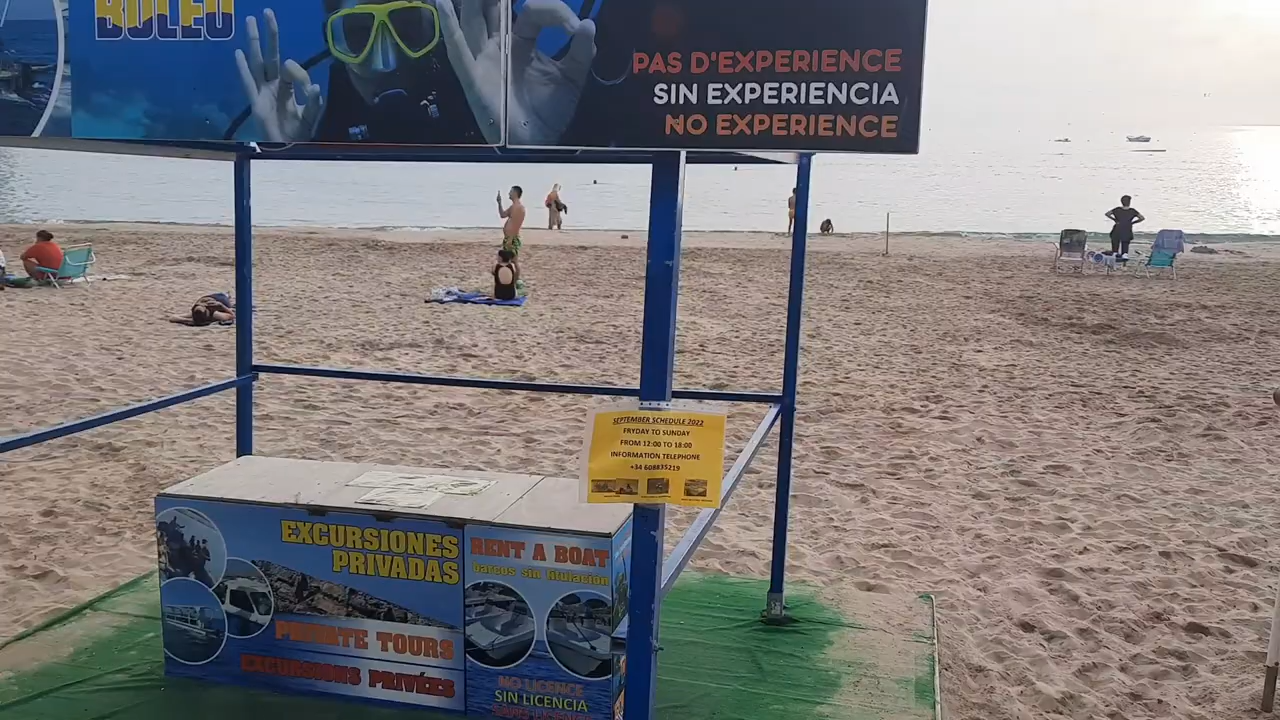 BULEO
PAS D'EXPERIENCE
SIN EXPERIENCIA
NO EXPERIENCE
SEPTEMBER SCHEDULE 2022
FRYDAY TO SUNDAY
FROM 12:00 TO 18:00
INFORMATION TELEPHONE
+34 608835219
EXCURSIONES
PRIVADAS
PRIVATE TOURS
EXCURSIONS PRIVÉES
RENT A BOAT
barcos sin titulación
NO LICENCE
SIN LICENCIA
SANS LICENCE